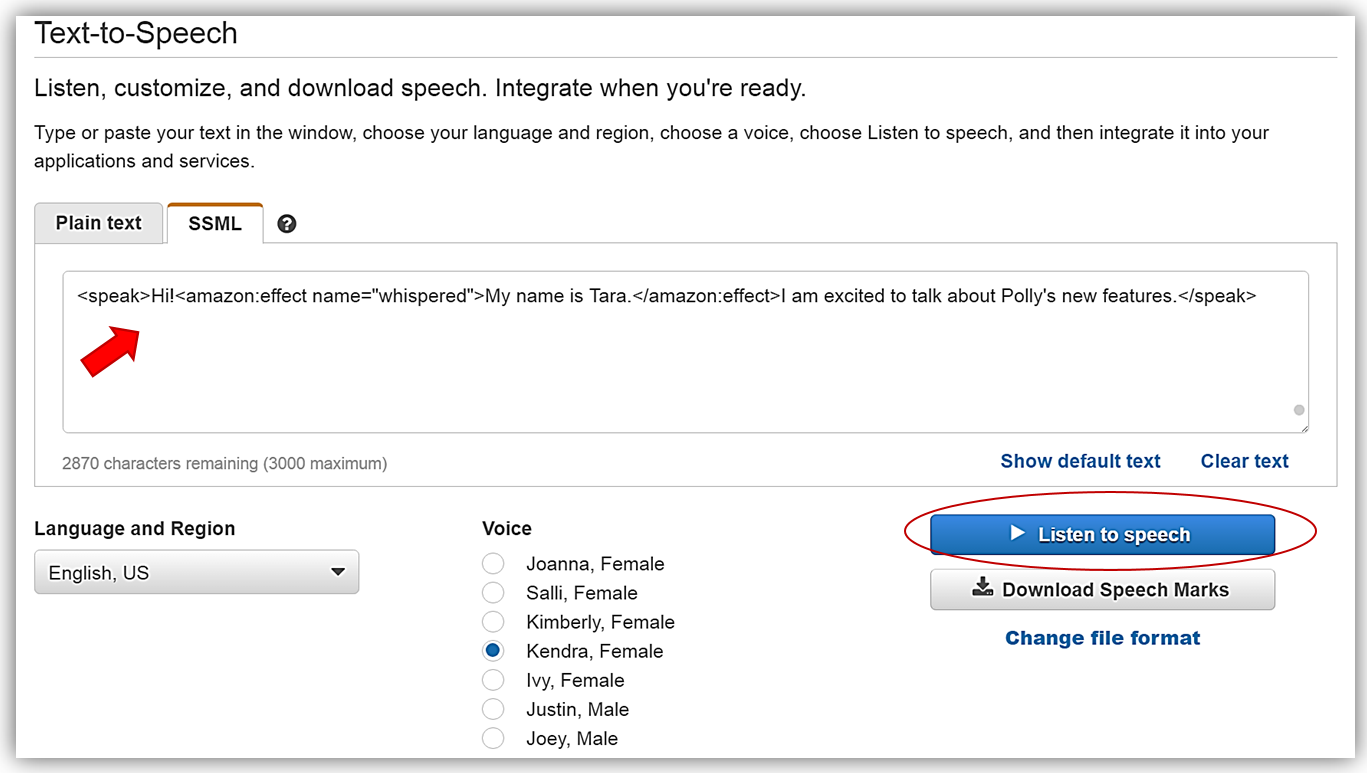 Text-to-Speech
Listen, customize, and download speech. Integrate when you're ready.
Type or paste your text in the window, choose your language and region, choose a voice, choose Listen to speech, and then integrate it into your
applications and services.
Plain text
SSML
?
<speak>Hi!<amazon:effect name="whispered">My name is Tara.</amazon:effect>I am excited to talk about Polly's new features.</speak>
2870 characters remaining (3000 maximum)
Show default text
Clear text
Language and Region
English, US
Voice
Joanna, Female
Salli, Female
Kimberly, Female
Kendra, Female
Ivy, Female
Justin, Male
Joey, Male
Listen to speech
Download Speech Marks
Change file format